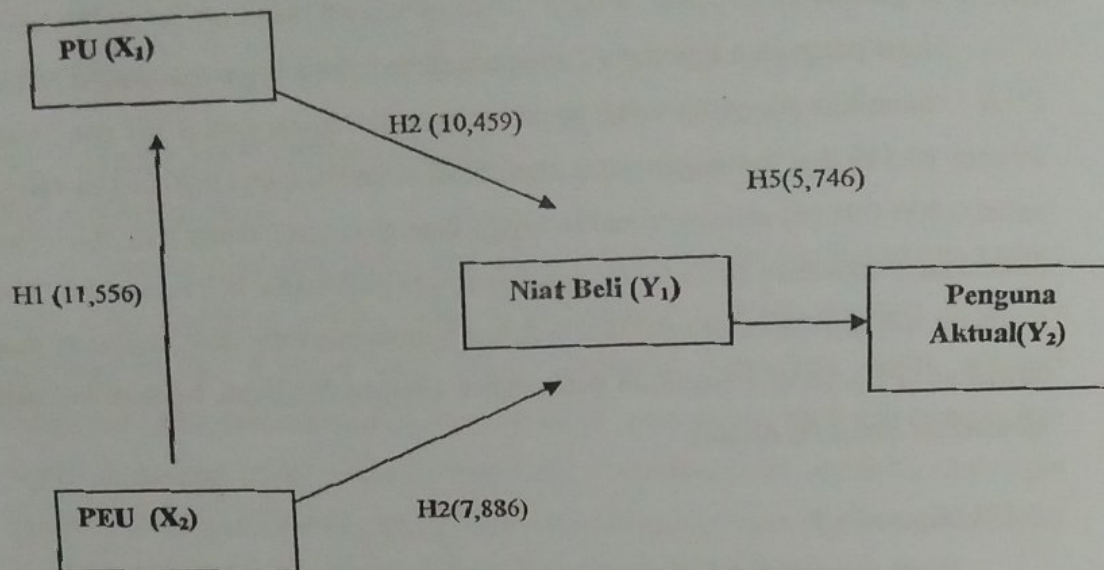 PU (X₁)
H2 (10,459)
H5(5,746)
H1 (11,556)
Niat Beli (Y₁)
Penguna
Aktual(Y₂)
PEU (X₂)
H2(7,886)